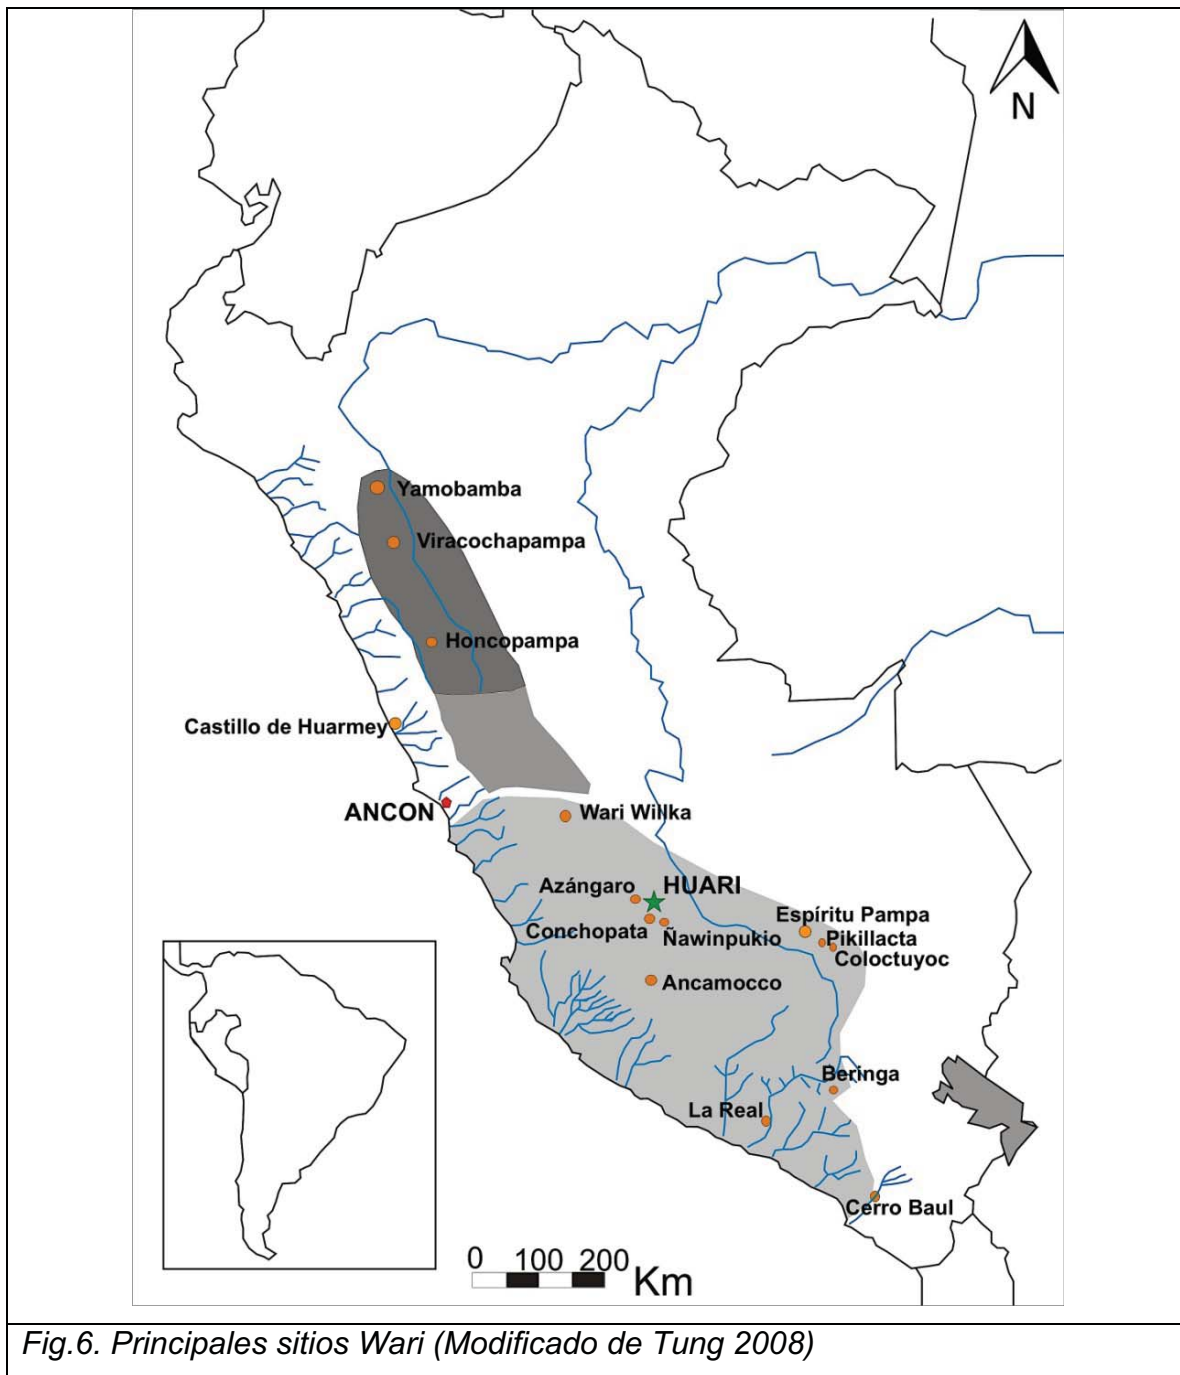 N
Yamobamba
Viracochapampa
Honcopampa
Castillo de Huarmey
ANCON
Wari Willka
Azángaro
HUARI
Conchopata
Ñawinpukio
Espíritu Pampa
Pikillacta
Coloctuyoc
Ancamocco
Beringa
La Real
Cerro Baul
0 100 200 Km
Fig.6. Principales sitios Wari (Modificado de Tung 2008)